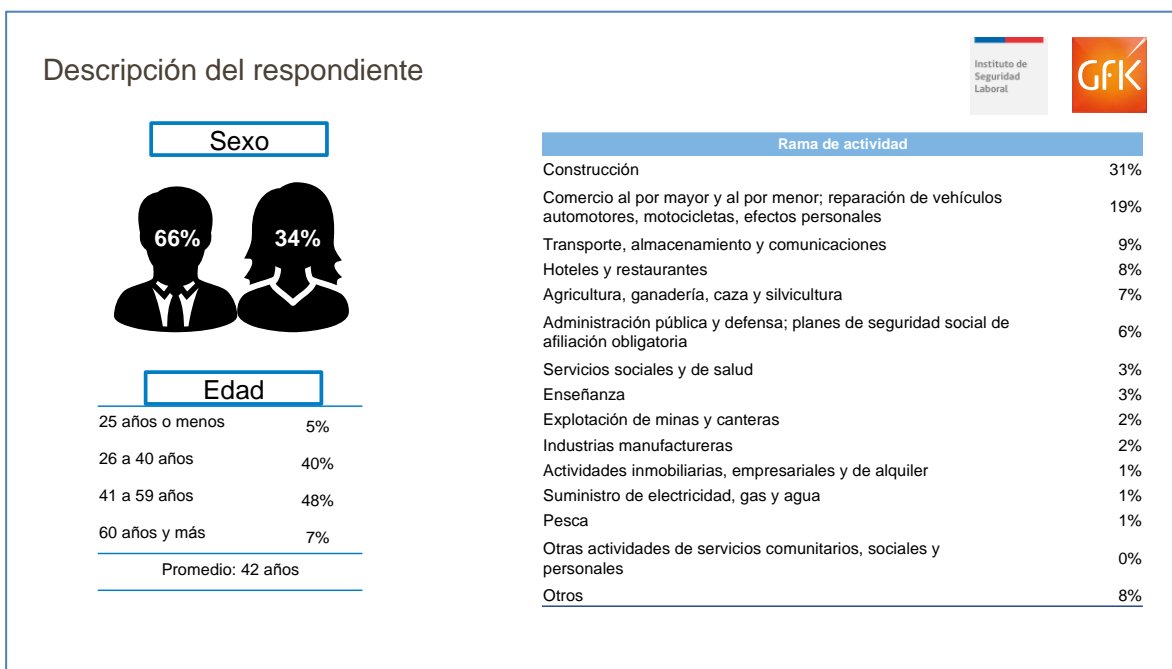 Descripción del respondiente
Instituto de
Seguridad
Laboral
GfK
Sexo
66%
34%
Edad
25 años o menos 5%
26 a 40 años 40%
41 a 59 años 48%
60 años y más 7%
Promedio: 42 años
Rama de actividad
Construcción 31%
Comercio al por mayor y al por menor; reparación de vehículos
automotores, motocicletas, efectos personales 19%
Transporte, almacenamiento y comunicaciones 9%
Hoteles y restaurantes 8%
Agricultura, ganadería, caza y silvicultura 7%
Administración pública y defensa; planes de seguridad social de
afiliación obligatoria 6%
Servicios sociales y de salud 3%
Enseñanza 3%
Explotación de minas y canteras 2%
Industrias manufactureras 2%
Actividades inmobiliarias, empresariales y de alquiler 1%
Suministro de electricidad, gas y agua 1%
Pesca 1%
Otras actividades de servicios comunitarios, sociales y
personales 0%
Otros 8%